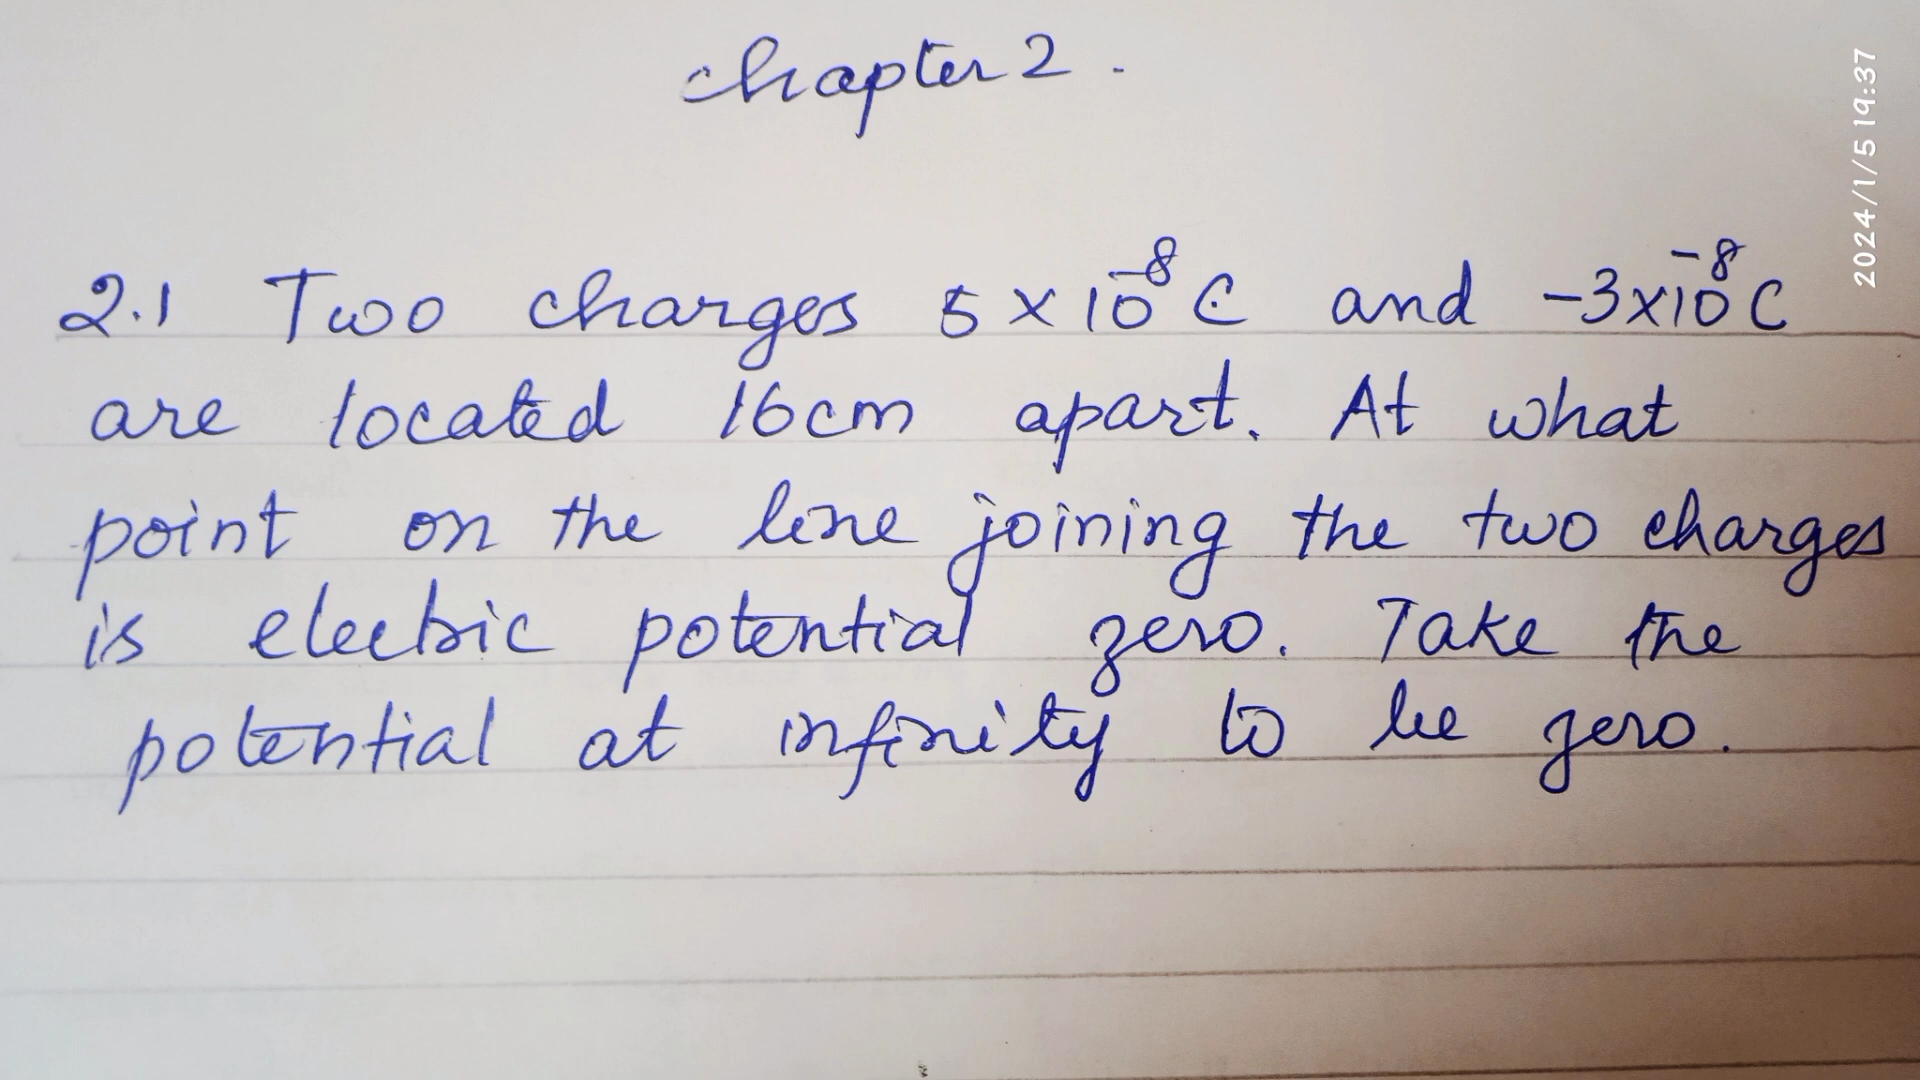 Chapter 2.
2024/1/5 19:37
2.1 Two charges 5 × 10⁻⁸ C and -3×10⁻⁸ C
are located 16cm apart. At what
point on the line joining the two charges
is electric potential zero. Take the
potential at infinity to be zero.